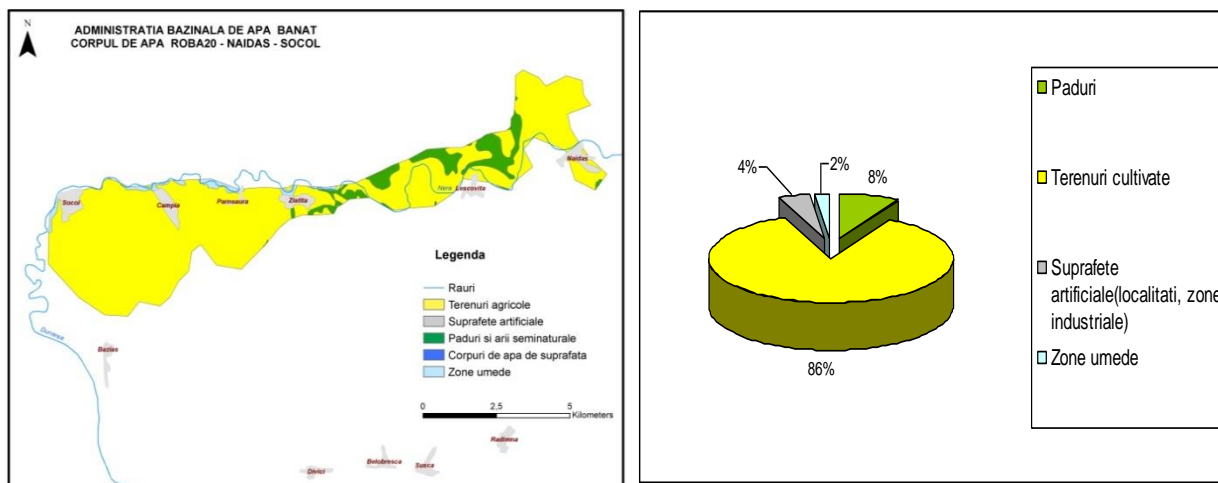 N
ADMINISTRATIA BAZINALA DE APA BANAT
CORPUL DE APA ROBA20 - NAIDAS - SOCOL
Naidas
Nera
Lescovita
Socol
Campia
Parneaura
Zlatita
Dunarea
Bazias
Legenda
Rauri
Terenuri agricole
Suprafete artificiale
Paduri si arii seminaturale
Corpuri de apa de suprafata
Zone umede
0 2,5 5
Kilometers
Radimna
Belobresca
Susca
Divici
4%
2%
8%
86%
Paduri
Terenuri cultivate
Suprafete
artificiale(localitati, zone
industriale)
Zone umede